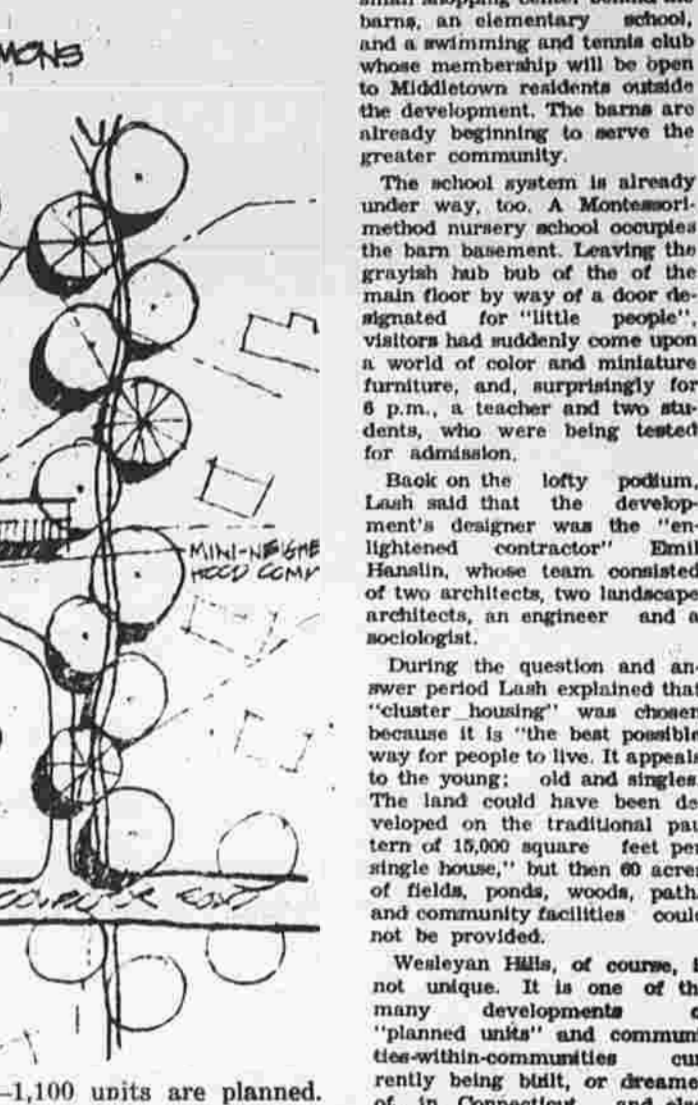 MONS
MINI-NEIGHB
HOOD COMM
-1,100 units are planned.
small shopping center behind the
barns, an elementary school,
and a swimming and tennis club
whose membership will be open
to Middletown residents outside
the development. The barns are
already beginning to serve the
greater community.
The school system is already
under way, too. A Montessori-
method nursery school occupies
the barn basement. Leaving the
grayish hub bub of the of the
main floor by way of a door de-
signated for "little people",
visitors had suddenly come upon
a world of color and miniature
furniture, and, surprisingly for
6 p.m., a teacher and two stu-
dents, who were being tested
for admission.
Back on the lofty podium,
Lash said that the develop-
ment's designer was the "en-
lightened contractor" Emil
Hanslin, whose team consisted
of two architects, two landscape
architects, an engineer and a
sociologist.
During the question and an-
swer period Lash explained that
"cluster housing" was chosen
because it is "the best possible
way for people to live. It appeals
to the young; old and singles.
The land could have been de
veloped on the traditional pat
tern of 15,000 square feet per
single house," but then 60 acres
of fields, ponds, woods, path
and community facilities coul
not be provided.
Wesleyan Hills, of course, i
not unique. It is one of th
many developments o
"planned units" and communi
ties-within-communities cur
rently being built, or dreame
of in Connecticut and else